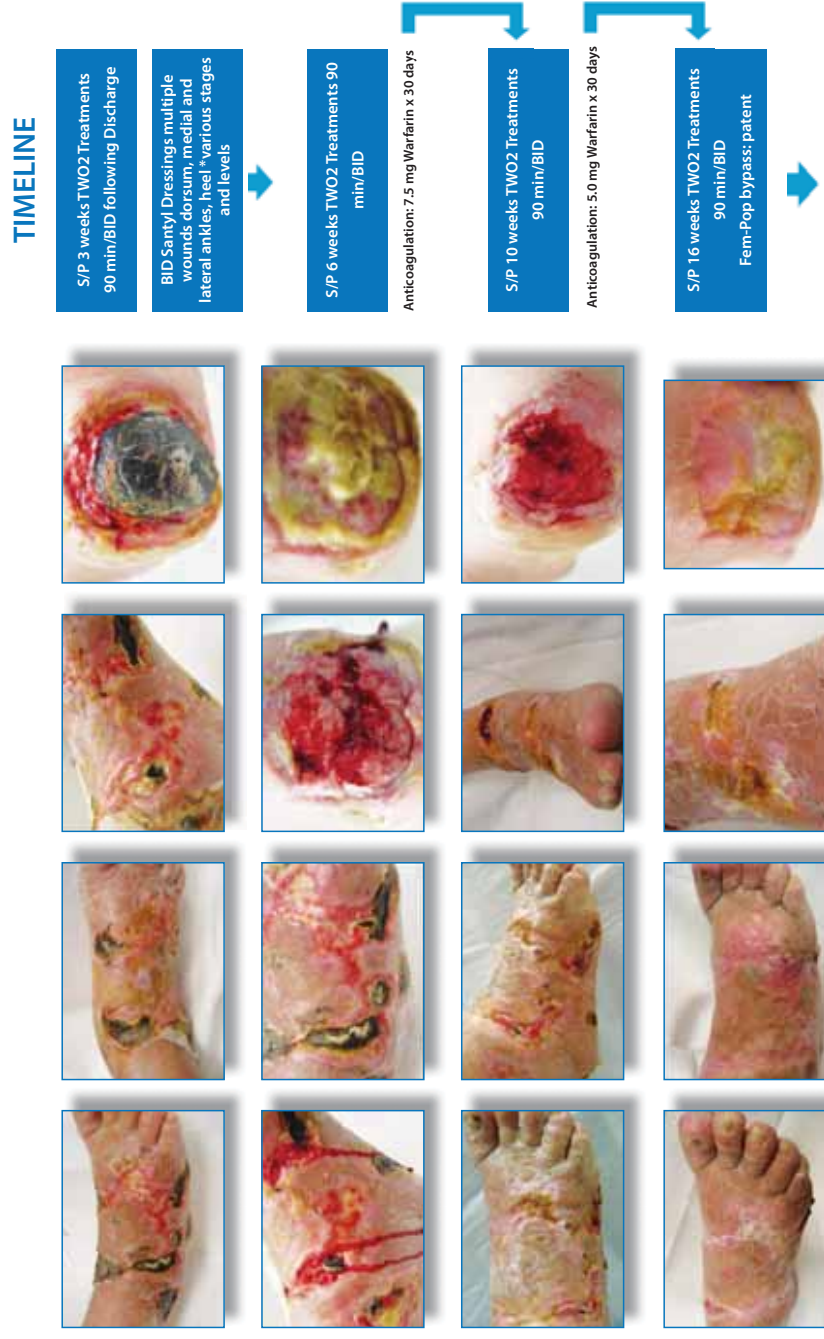 TIMELINE
S/P 3 weeks TWO2 Treatments
90 min/BID following Discharge
BID Santyl Dressings multiple
wounds dorsum, medial and
lateral ankles, heel *various stages
and levels
S/P 6 weeks TWO2 Treatments 90
min/BID
Anticoagulation: 7.5 mg Warfarin x 30 days
S/P 10 weeks TWO2 Treatments
90 min/BID
Anticoagulation: 5.0 mg Warfarin x 30 days
S/P 16 weeks TWO2 Treatments
90 min/BID
Fem-Pop bypass: patent